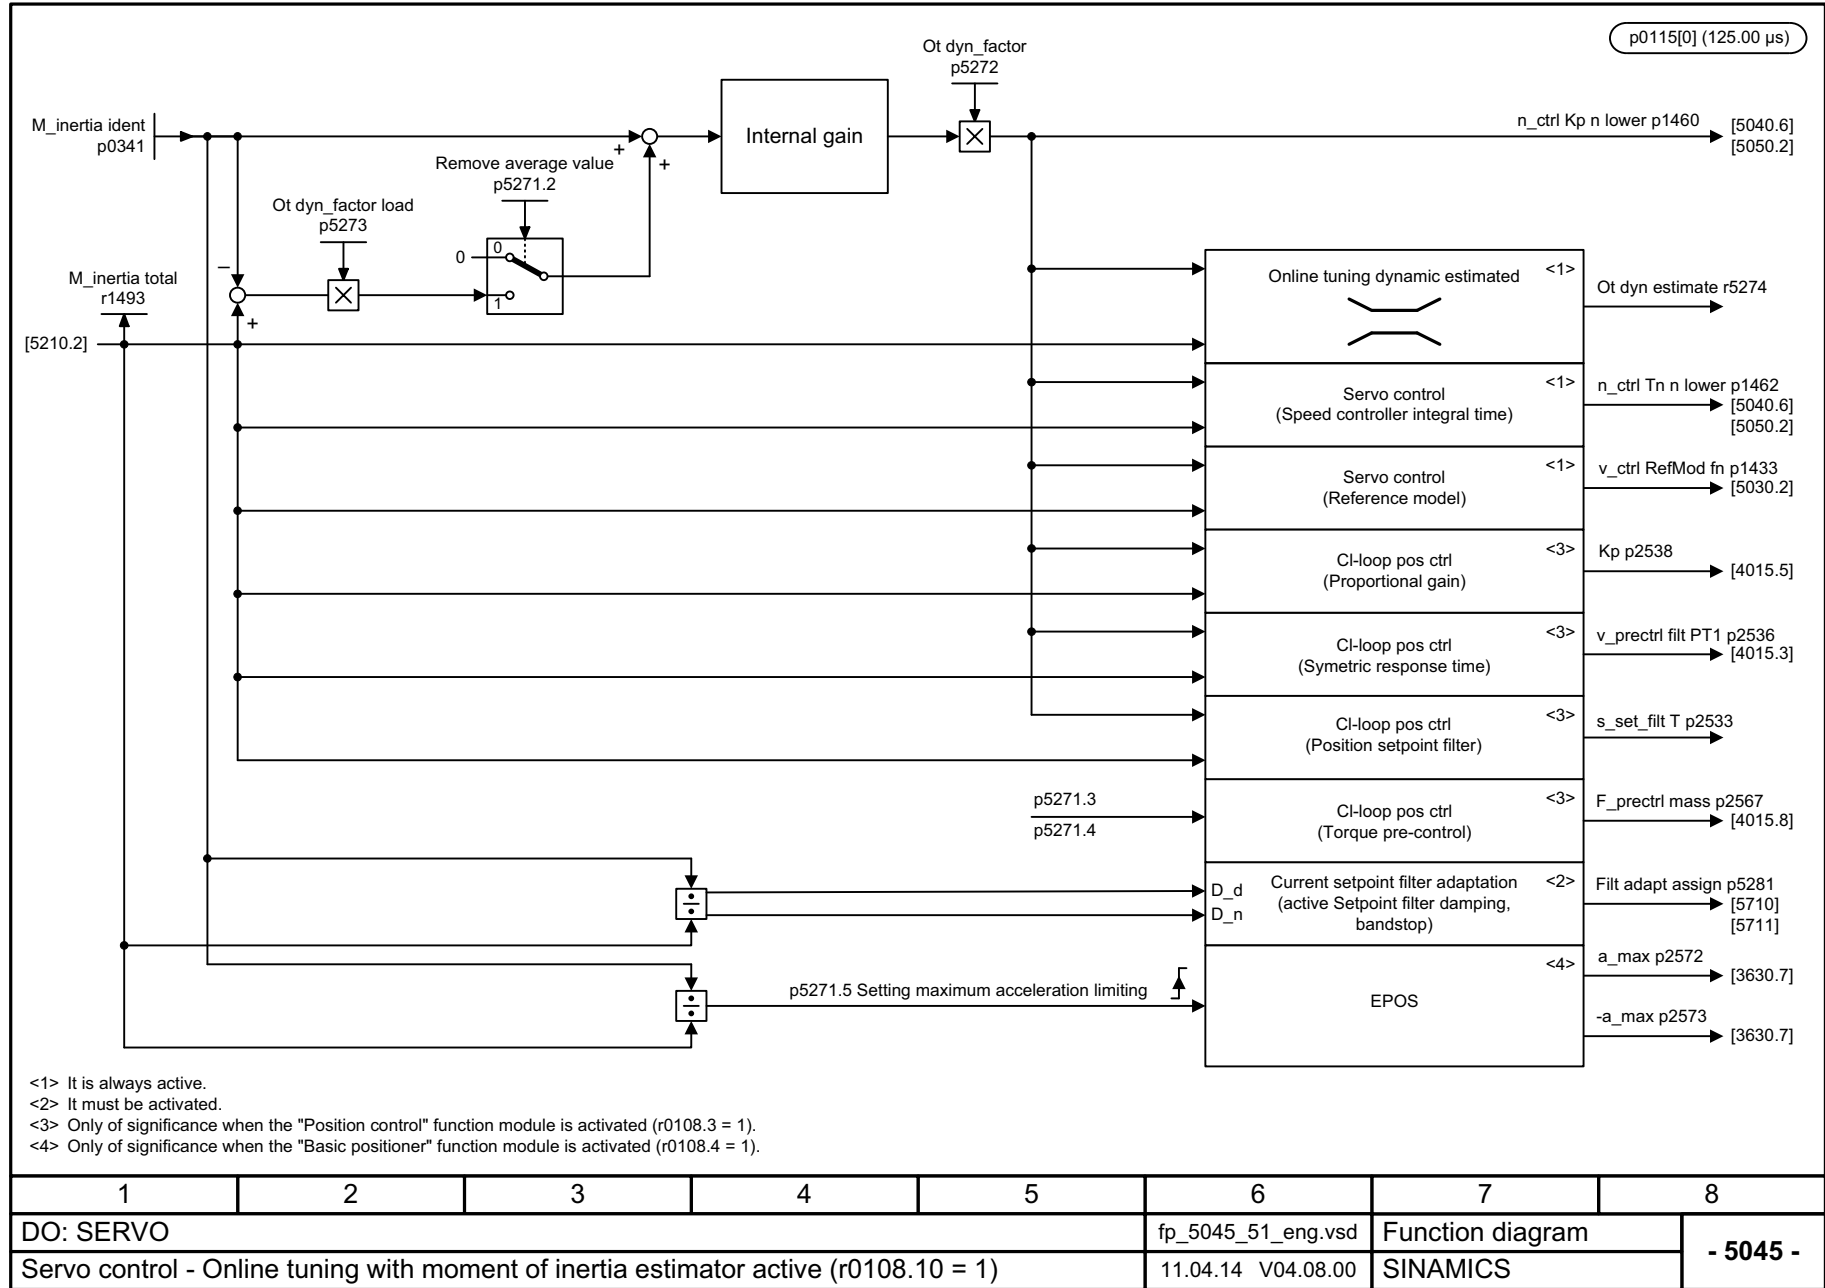 p0115[0] (125.00 µs)
Ot dyn_factor
p5272
M_inertia ident
p0341
+
+
Internal gain
n_ctrl Kp n lower p1460
[5040.6]
[5050.2]
Remove average value
p5271.2
Ot dyn_factor load
p5273
0
0
1
–
+
M_inertia total
r1493
[5210.2]
Online tuning dynamic estimated
<1>
Ot dyn estimate r5274
Servo control
(Speed controller integral time)
<1>
n_ctrl Tn n lower p1462
[5040.6]
[5050.2]
Servo control
(Reference model)
<1>
v_ctrl RefMod fn p1433
[5030.2]
Cl-loop pos ctrl
(Proportional gain)
<3>
Kp p2538
[4015.5]
Cl-loop pos ctrl
(Symetric response time)
<3>
v_prectrl filt PT1 p2536
[4015.3]
Cl-loop pos ctrl
(Position setpoint filter)
<3>
s_set_filt T p2533
p5271.3
p5271.4
Cl-loop pos ctrl
(Torque pre-control)
<3>
F_prectrl mass p2567
[4015.8]
D_d
D_n
Current setpoint filter adaptation
(active Setpoint filter damping,
bandstop)
<2>
Filt adapt assign p5281
[5710]
[5711]
p5271.5 Setting maximum acceleration limiting
EPOS
<4>
a_max p2572
[3630.7]
-a_max p2573
[3630.7]
<1> It is always active.
<2> It must be activated.
<3> Only of significance when the "Position control" function module is activated (r0108.3 = 1).
<4> Only of significance when the "Basic positioner" function module is activated (r0108.4 = 1).
1 2 3 4 5 6 7 8
DO: SERVO
fp_5045_51_eng.vsd
Function diagram
- 5045 -
Servo control - Online tuning with moment of inertia estimator active (r0108.10 = 1)
11.04.14 V04.08.00
SINAMICS